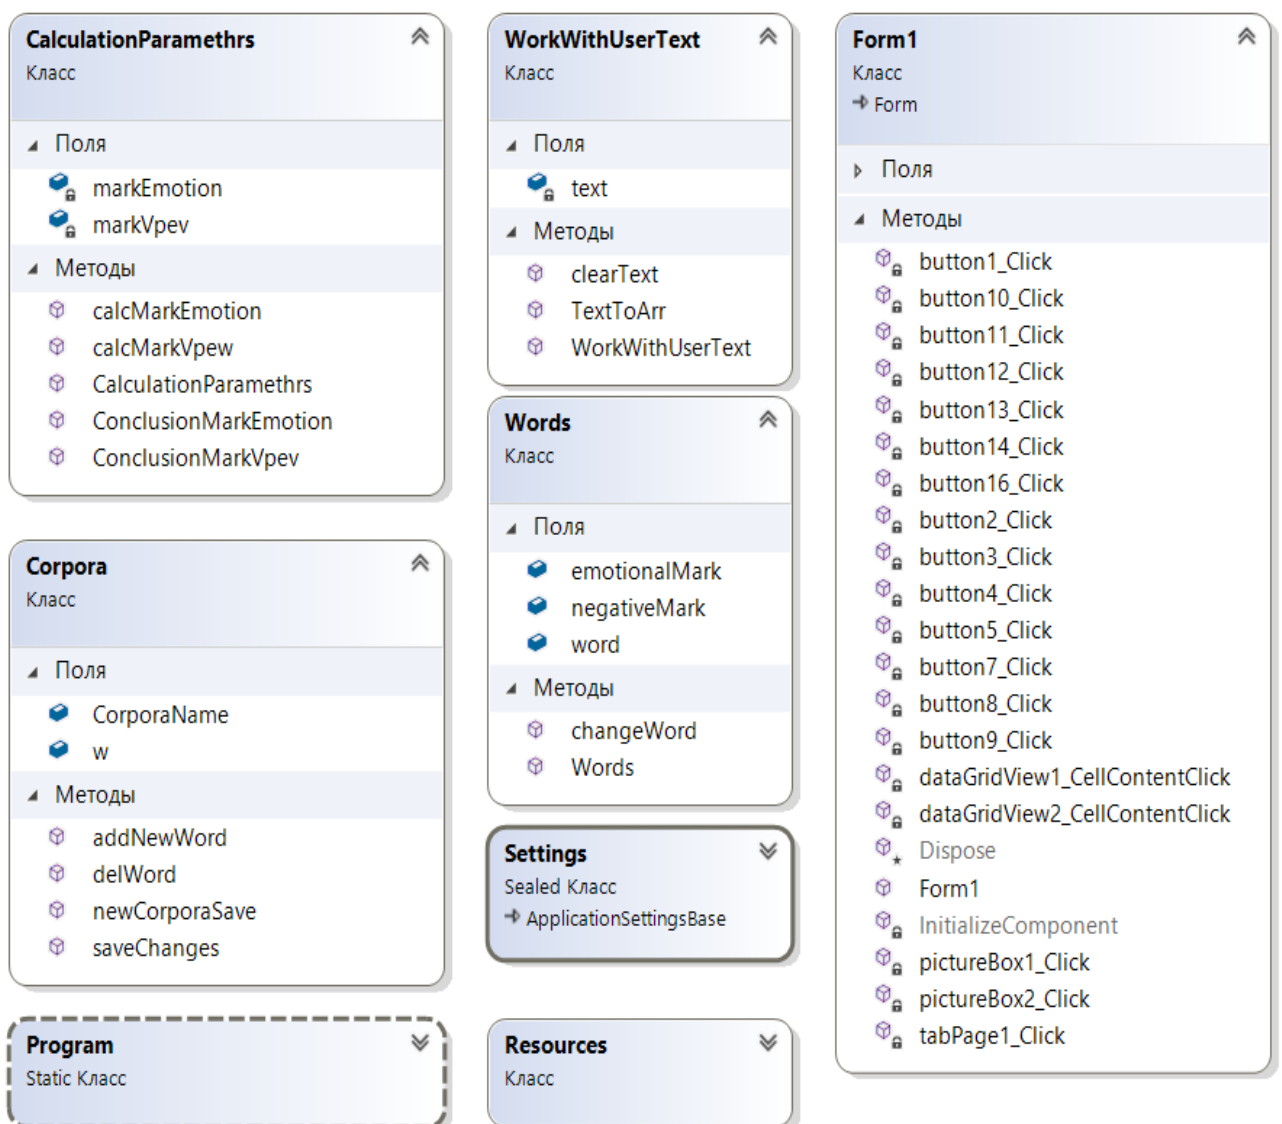 CalculationParamethrs
Класс
Поля
markEmotion
markVpev
Методы
calcMarkEmotion
calcMarkVpew
CalculationParamethrs
ConclusionMarkEmotion
ConclusionMarkVpev
Corpora
Класс
Поля
CorporaName
w
Методы
addNewWord
delWord
newCorporaSave
saveChanges
Program
Static Класс
WorkWithUserText
Класс
Поля
text
Методы
clearText
TextToArr
WorkWithUserText
Words
Класс
Поля
emotionalMark
negativeMark
word
Методы
changeWord
Words
Settings
Sealed Класс
ApplicationSettingsBase
Resources
Класс
Form1
Класс
Form
Поля
Методы
button1_Click
button10_Click
button11_Click
button12_Click
button13_Click
button14_Click
button16_Click
button2_Click
button3_Click
button4_Click
button5_Click
button7_Click
button8_Click
button9_Click
dataGridView1_CellContentClick
dataGridView2_CellContentClick
Dispose
Form1
InitializeComponent
pictureBox1_Click
pictureBox2_Click
tabPage1_Click